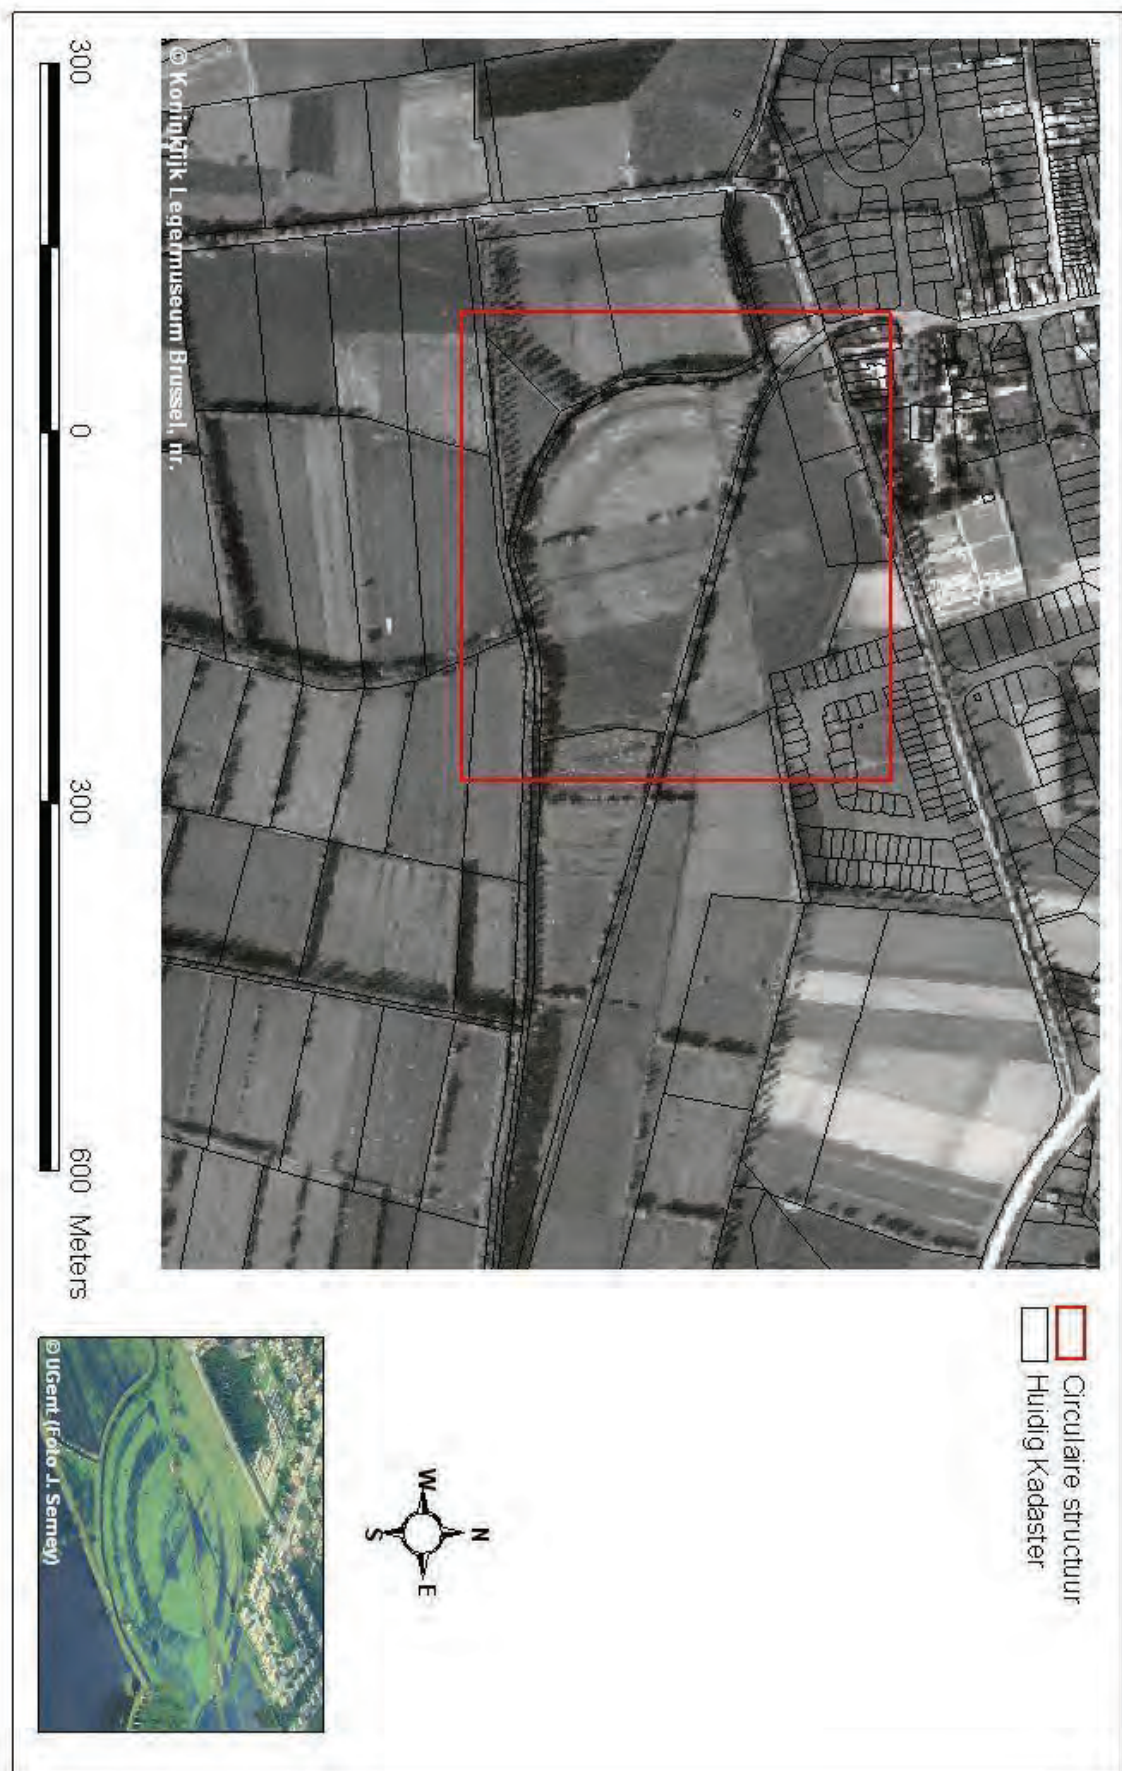 Circulaire structuur
Huidig Kadaster
N
W
E
S
© Koninklijk Legermuseum Brussel, nr.
300 0 300 600 Meters
© UGent (Foto J. Semey)